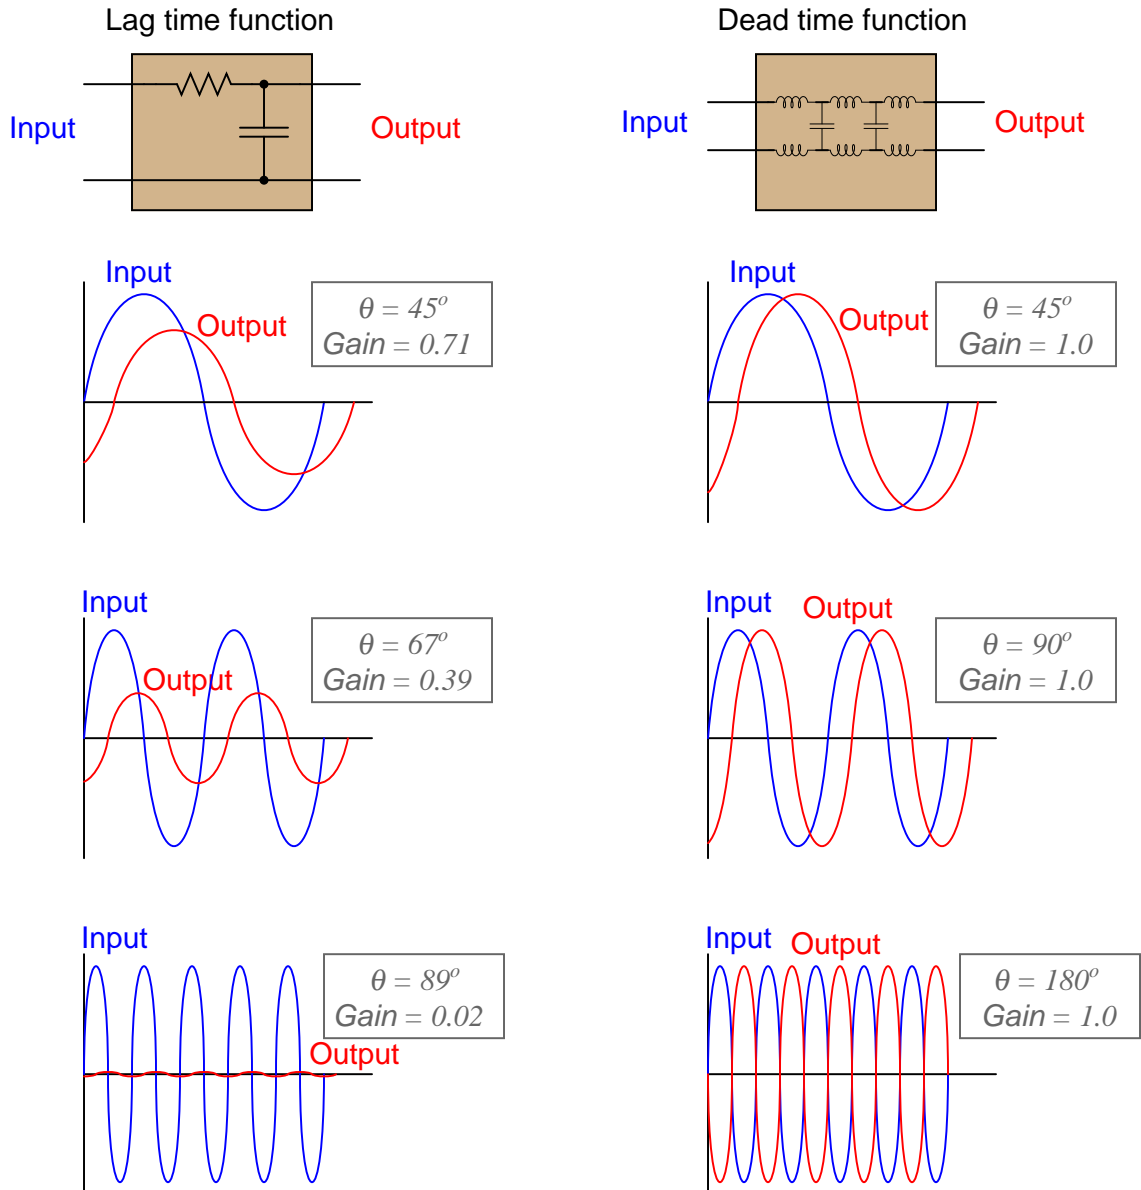 Lag time function
Dead time function
Input
Output
Input
Output
Input
Output
θ = 45º
Gain = 0.71
Input
Output
θ = 45º
Gain = 1.0
Input
Output
θ = 67º
Gain = 0.39
Input
Output
θ = 90º
Gain = 1.0
Input
Output
θ = 89º
Gain = 0.02
Input
Output
θ = 180º
Gain = 1.0